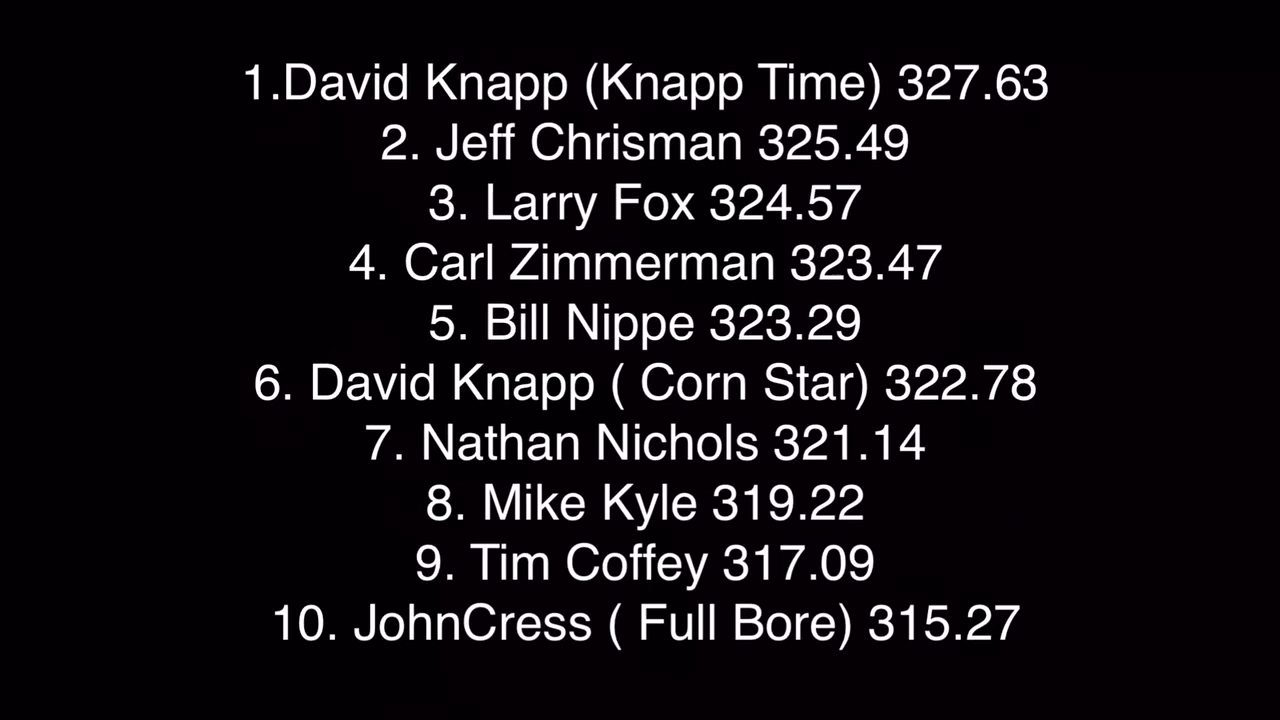 1.David Knapp (Knapp Time) 327.63
2. Jeff Chrisman 325.49
3. Larry Fox 324.57
4. Carl Zimmerman 323.47
5. Bill Nippe 323.29
6. David Knapp ( Corn Star) 322.78
7. Nathan Nichols 321.14
8. Mike Kyle 319.22
9. Tim Coffey 317.09
10. JohnCress ( Full Bore) 315.27